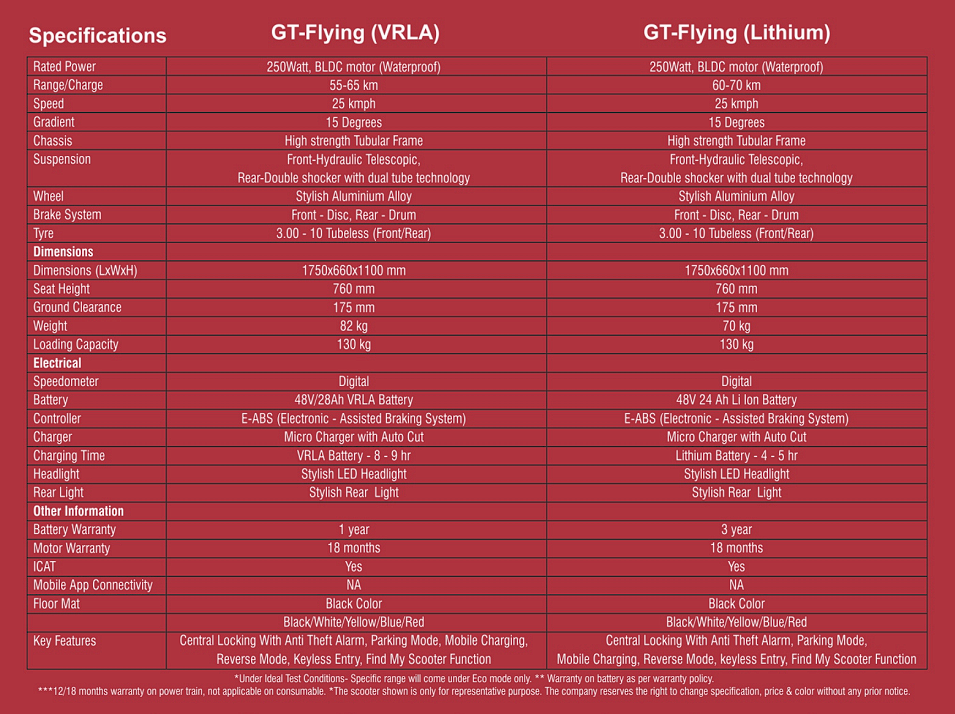 Specifications GT-Flying (VRLA) GT-Flying (Lithium)
Rated Power 250Watt, BLDC motor (Waterproof) 250Watt, BLDC motor (Waterproof)
Range/Charge 55-65 km 60-70 km
Speed 25 kmph 25 kmph
Gradient 15 Degrees 15 Degrees
Chassis High strength Tubular Frame High strength Tubular Frame
Suspension Front-Hydraulic Telescopic, Front-Hydraulic Telescopic,
Rear-Double shocker with dual tube technology Rear-Double shocker with dual tube technology
Wheel Stylish Aluminium Alloy Stylish Aluminium Alloy
Brake System Front - Disc, Rear - Drum Front - Disc, Rear - Drum
Tyre 3.00 - 10 Tubeless (Front/Rear) 3.00 - 10 Tubeless (Front/Rear)
Dimensions
Dimensions (LxWxH) 1750x660x1100 mm 1750x660x1100 mm
Seat Height 760 mm 760 mm
Ground Clearance 175 mm 175 mm
Weight 82 kg 70 kg
Loading Capacity 130 kg 130 kg
Electrical
Speedometer Digital Digital
Battery 48V/28Ah VRLA Battery 48V 24 Ah Li Ion Battery
Controller E-ABS (Electronic - Assisted Braking System) E-ABS (Electronic - Assisted Braking System)
Charger Micro Charger with Auto Cut Micro Charger with Auto Cut
Charging Time VRLA Battery - 8 - 9 hr Lithium Battery - 4 - 5 hr
Headlight Stylish LED Headlight Stylish LED Headlight
Rear Light Stylish Rear Light Stylish Rear Light
Other Information
Battery Warranty 1 year 3 year
Motor Warranty 18 months 18 months
ICAT Yes Yes
Mobile App Connectivity NA NA
Floor Mat Black Color Black Color
Black/White/Yellow/Blue/Red Black/White/Yellow/Blue/Red
Key Features Central Locking With Anti Theft Alarm, Parking Mode, Mobile Charging, Central Locking With Anti Theft Alarm, Parking Mode,
Reverse Mode, Keyless Entry, Find My Scooter Function Mobile Charging, Reverse Mode, keyless Entry, Find My Scooter Function
*Under Ideal Test Conditions- Specific range will come under Eco mode only. ** Warranty on battery as per warranty policy.
***12/18 months warranty on power train, not applicable on consumable. *The scooter shown is only for representative purpose. The company reserves the right to change specification, price & color without any prior notice.